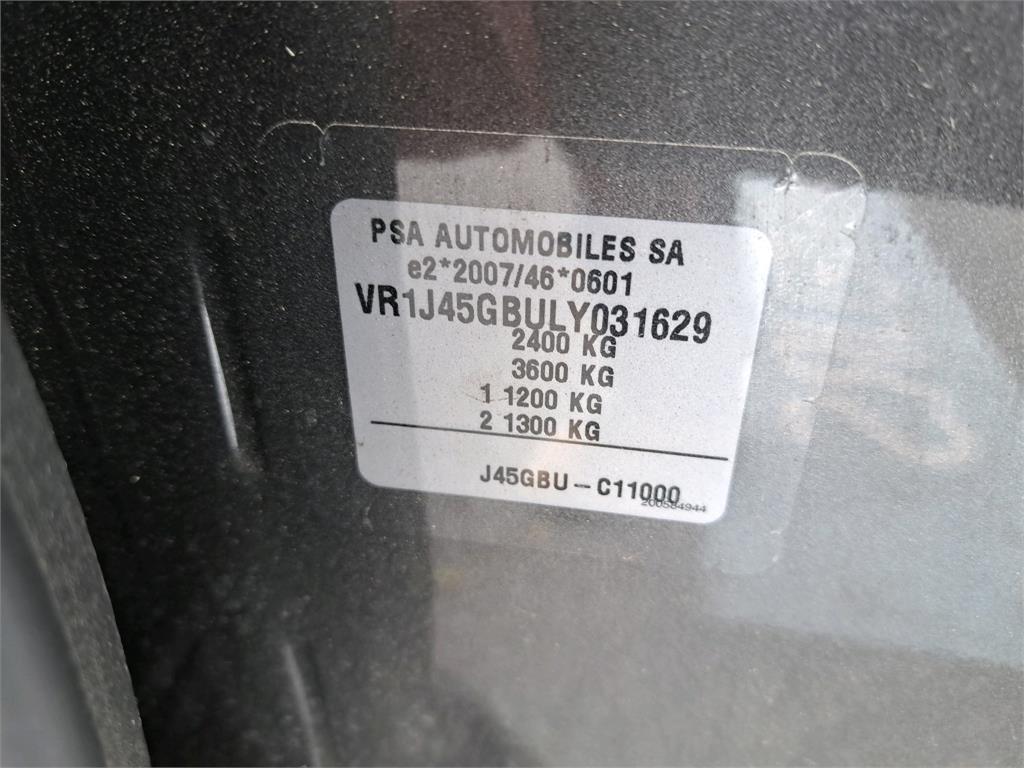 PSA AUTOMOBILES SA
e2*2007/46*0601
VR1J45GBULY031629
2400 KG
3600 KG
1 1200 KG
2 1300 KG
J45GBU – C11000
200584944